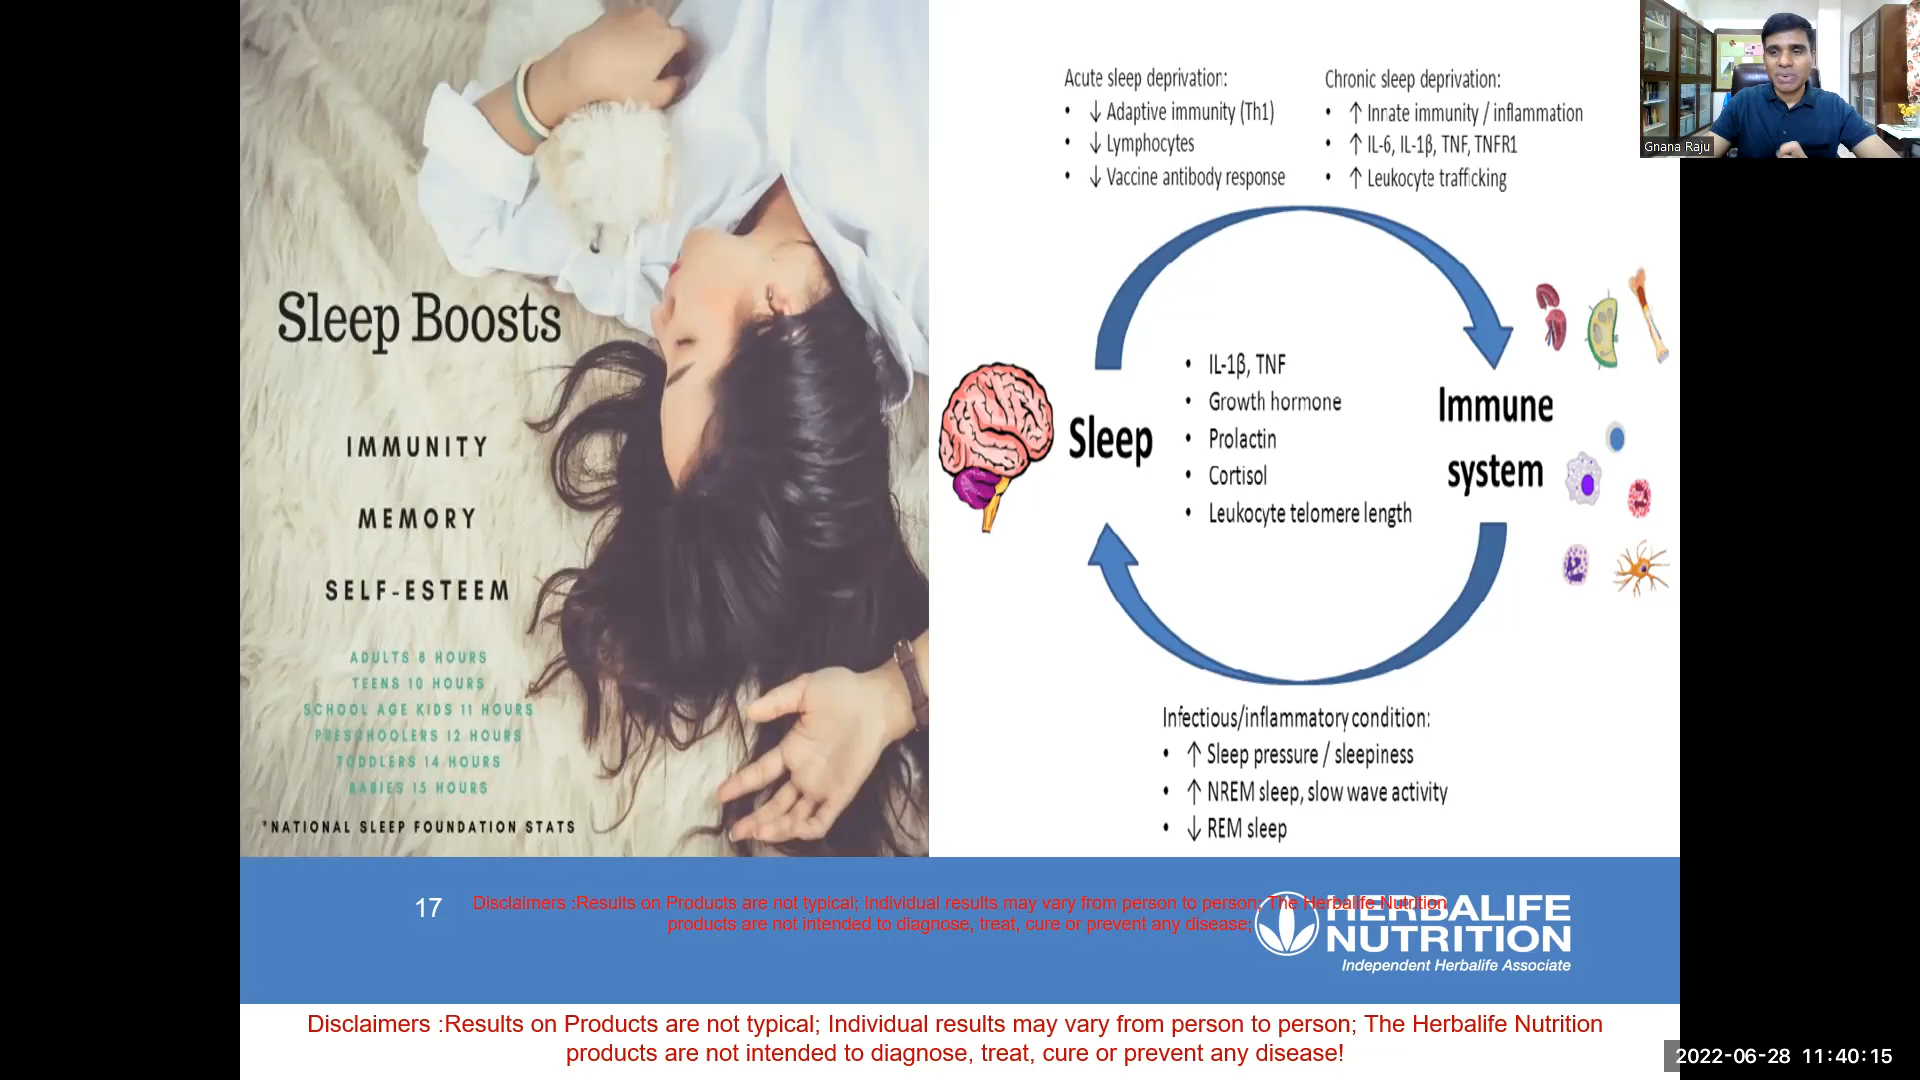 Sleep Boosts
IMMUNITY
MEMORY
SELF-ESTEEM
ADULTS 8 HOURS
TEENS 10 HOURS
SCHOOL AGE KIDS 11 HOURS
PRESCHOOLERS 12 HOURS
TODDLERS 14 HOURS
BABIES 15 HOURS
*NATIONAL SLEEP FOUNDATION STATS
Acute sleep deprivation:
• ↓ Adaptive immunity (Th1)
• ↓ Lymphocytes
• ↓ Vaccine antibody response
Chronic sleep deprivation:
• ↑ Innate immunity / inflammation
• ↑ IL-6, IL-1β, TNF, TNFR1
• ↑ Leukocyte trafficking
Sleep
• IL-1β, TNF
• Growth hormone
• Prolactin
• Cortisol
• Leukocyte telomere length
Immune
system
Infectious/inflammatory condition:
• ↑ Sleep pressure / sleepiness
• ↑ NREM sleep, slow wave activity
• ↓ REM sleep
Gnana Raju
17
Disclaimers :Results on Products are not typical; Individual results may vary from person to person; The Herbalife Nutrition
products are not intended to diagnose, treat, cure or prevent any disease;
HERBALIFE
NUTRITION
Independent Herbalife Associate
Disclaimers :Results on Products are not typical; Individual results may vary from person to person; The Herbalife Nutrition
products are not intended to diagnose, treat, cure or prevent any disease!
2022-06-28 11:40:15